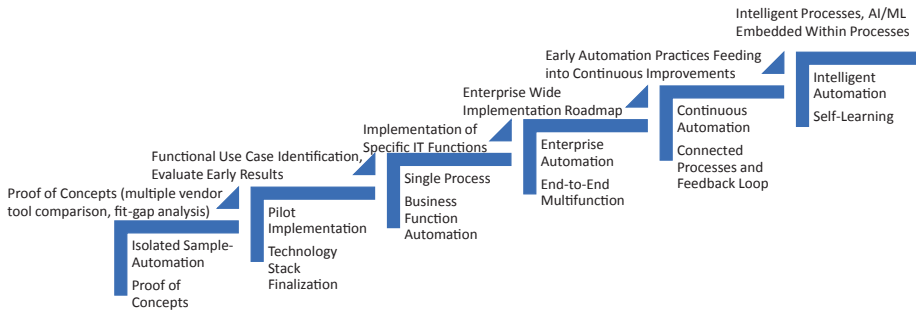 Proof of Concepts (multiple vendor
tool comparison, fit-gap analysis)
Isolated Sample-
Automation
Proof of
Concepts
Functional Use Case Identification,
Evaluate Early Results
Pilot
Implementation
Technology
Stack
Finalization
Implementation of
Specific IT Functions
Single Process
Business
Function
Automation
Enterprise Wide
Implementation Roadmap
Enterprise
Automation
End-to-End
Multifunction
Early Automation Practices Feeding
into Continuous Improvements
Continuous
Automation
Connected
Processes and
Feedback Loop
Intelligent Processes, AI/ML
Embedded Within Processes
Intelligent
Automation
Self-Learning